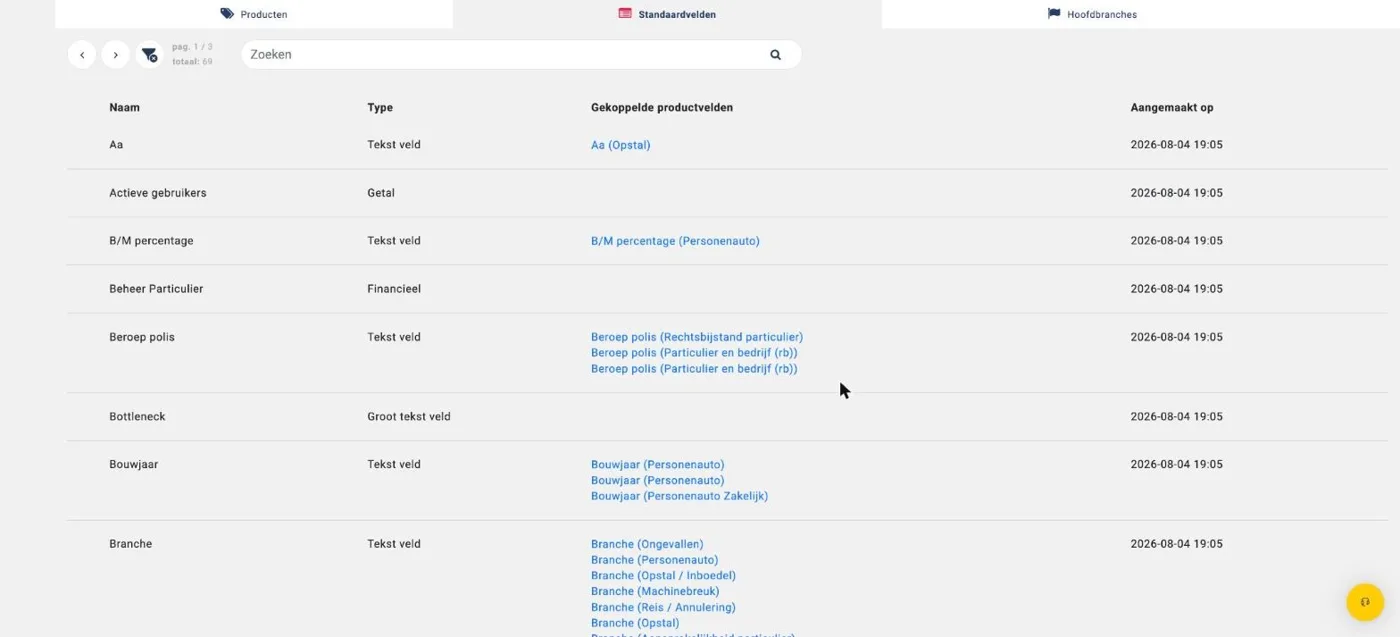 Producten
Standaardvelden
Hoofdbranches
pag. 1 / 3
totaal: 69
Zoeken
Naam Type Gekoppelde productvelden Aangemaakt op
Aa Tekst veld Aa (Opstal) 2026-08-04 19:05
Actieve gebruikers Getal 2026-08-04 19:05
B/M percentage Tekst veld B/M percentage (Personenauto) 2026-08-04 19:05
Beheer Particulier Financieel 2026-08-04 19:05
Beroep polis Tekst veld Beroep polis (Rechtsbijstand particulier) 2026-08-04 19:05
Beroep polis (Particulier en bedrijf (rb))
Beroep polis (Particulier en bedrijf (rb))
Bottleneck Groot tekst veld 2026-08-04 19:05
Bouwjaar Tekst veld Bouwjaar (Personenauto) 2026-08-04 19:05
Bouwjaar (Personenauto)
Bouwjaar (Personenauto Zakelijk)
Branche Tekst veld Branche (Ongevallen) 2026-08-04 19:05
Branche (Personenauto)
Branche (Opstal / Inboedel)
Branche (Machinebreuk)
Branche (Reis / Annulering)
Branche (Opstal)